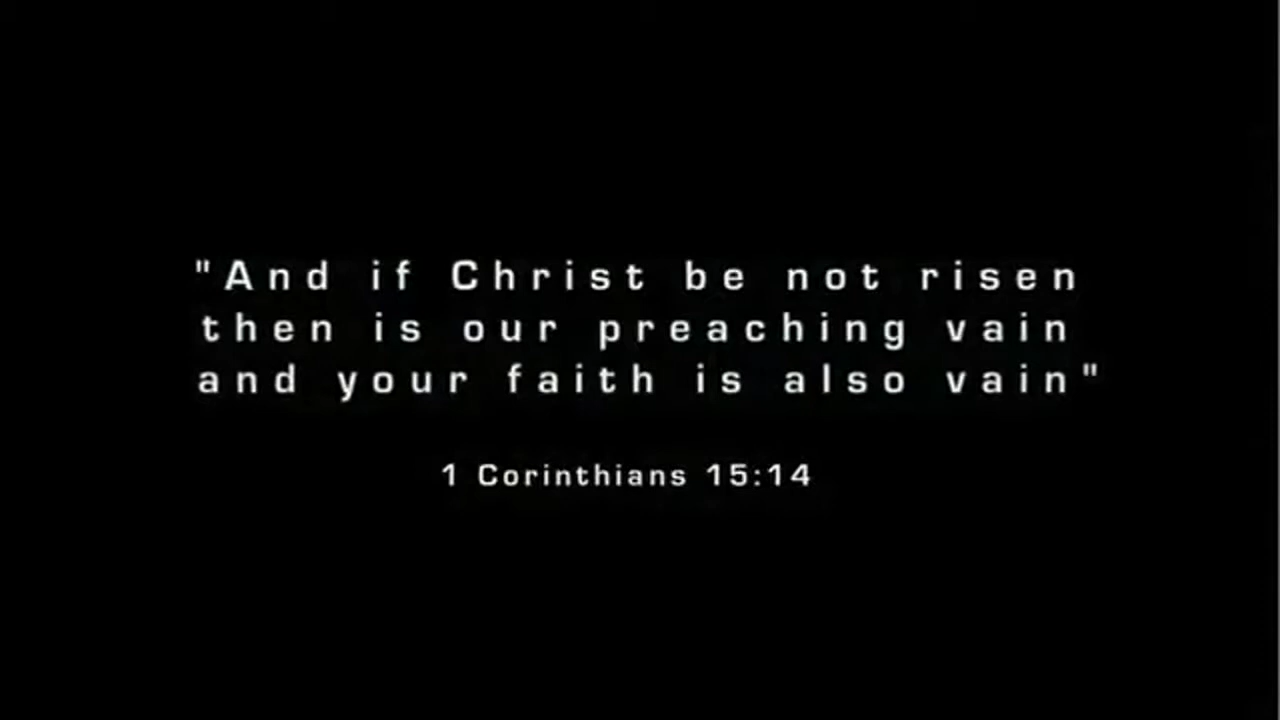 "And if Christ be not risen
then is our preaching vain
and your faith is also vain"
1 Corinthians 15:14